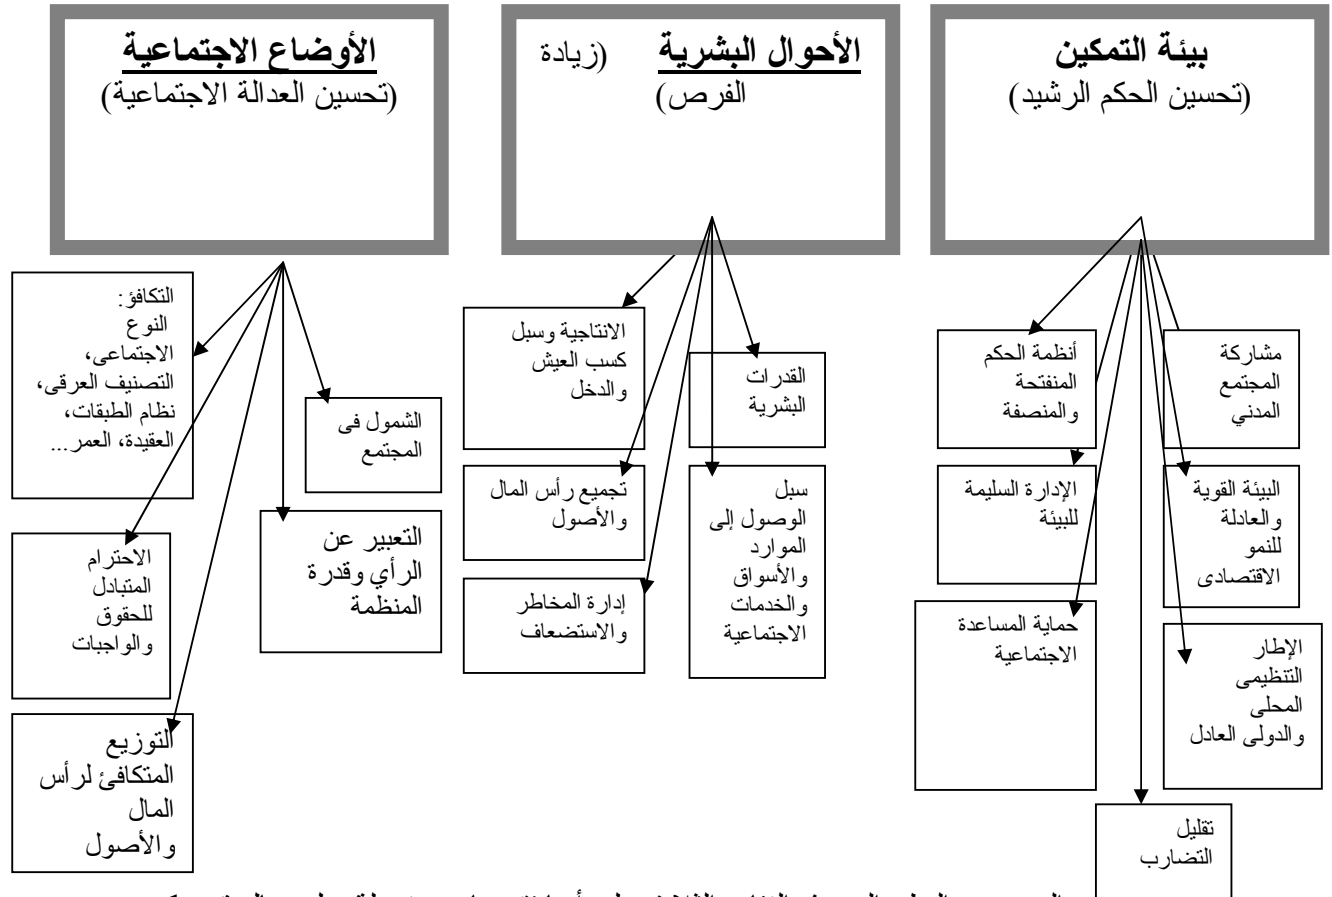 بيئة التمكين
(تحسين الحكم الرشيد)
الأحوال البشرية (زيادة
الفرص)
الأوضاع الاجتماعية
(تحسين العدالة الاجتماعية)
مشاركة
المجتمع
المدني
أنظمة الحكم
المنفتحة
والمنصفة
البيئة القوية
والعادلة
للنمو
الاقتصادى
الإدارة السليمة
للبيئة
الإطار
التنظيمى
المحلى
والدولى العادل
حماية المساعدة
الاجتماعية
تقليل
التضارب
القدرات
البشرية
الانتاجية وسبل
كسب العيش
والدخل
سبل
الوصول إلى
الموارد
والأسواق
والخدمات
الاجتماعية
تجميع رأس المال
والأصول
إدارة المخاطر
والاستضعاف
الشمول فى
المجتمع
التكافؤ:
النوع
الاجتماعى،
التصنيف العرقى،
نظام الطبقات،
العقيدة، العمر...
التعبير عن
الرأي وقدرة
المنظمة
الاحترام
المتبادل
للحقوق
والواجبات
التوزيع
المتكافئ لرأس
المال
والأصول